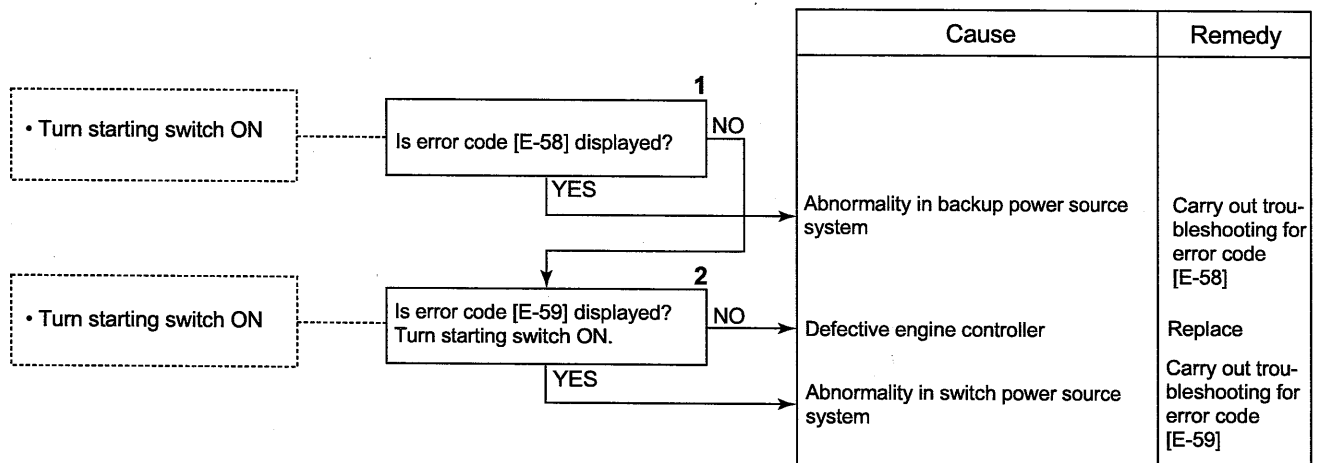 Cause
Remedy
1
• Turn starting switch ON
Is error code [E-58] displayed?
NO
YES
Abnormality in backup power source
system
Carry out trou-
bleshooting for
error code
[E-58]
2
• Turn starting switch ON
Is error code [E-59] displayed?
Turn starting switch ON.
NO
Defective engine controller
Replace
YES
Abnormality in switch power source
system
Carry out trou-
bleshooting for
error code
[E-59]